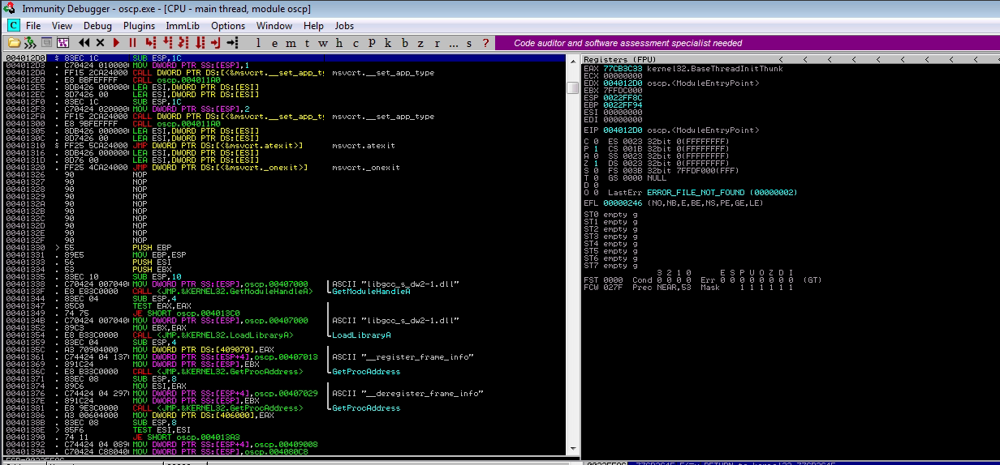 Immunity Debugger - oscp.exe - [CPU - main thread, module oscp]
C File View Debug Plugins ImmLib Options Window Help Jobs
l e m t w h c P k b z r ... s ? Code auditor and software assessment specialist needed
004012D0 $ 83EC 1C SUB ESP,1C
004012D3 . C70424 0100000 MOV DWORD PTR SS:[ESP],1
004012DA . FF15 2CA24000 CALL DWORD PTR DS:[<&msvcrt.__set_app_ty msvcrt.__set_app_type
004012E0 . E8 BBFEFFFF CALL oscp.004011A0
004012E5 . 8DB426 0000000 LEA ESI,DWORD PTR DS:[ESI]
004012EC . 8D7426 00 LEA ESI,DWORD PTR DS:[ESI]
004012F0 . 83EC 1C SUB ESP,1C
004012F3 . C70424 0200000 MOV DWORD PTR SS:[ESP],2
004012FA . FF15 2CA24000 CALL DWORD PTR DS:[<&msvcrt.__set_app_ty msvcrt.__set_app_type
00401300 . E8 9BFEFFFF CALL oscp.004011A0
00401305 . 8DB426 0000000 LEA ESI,DWORD PTR DS:[ESI]
0040130C . 8D7426 00 LEA ESI,DWORD PTR DS:[ESI]
00401310 $ FF25 5CA24000 JMP DWORD PTR DS:[<&msvcrt.atexit>] msvcrt.atexit
00401316 . 8DB426 0000000 LEA ESI,DWORD PTR DS:[ESI]
0040131D . 8D76 00 LEA ESI,DWORD PTR DS:[ESI]
00401320 . FF25 4CA24000 JMP DWORD PTR DS:[<&msvcrt._onexit>] msvcrt._onexit
00401326 90 NOP
00401327 90 NOP
00401328 90 NOP
00401329 90 NOP
0040132A 90 NOP
0040132B 90 NOP
0040132C 90 NOP
0040132D 90 NOP
0040132E 90 NOP
0040132F 90 NOP
00401330 > 55 PUSH EBP
00401331 . 89E5 MOV EBP,ESP
00401333 . 56 PUSH ESI
00401334 . 53 PUSH EBX
00401335 . 83EC 10 SUB ESP,10
00401338 . C70424 0070400 MOV DWORD PTR SS:[ESP],oscp.00407000 ASCII "libgcc_s_dw2-1.dll"
0040133F . E8 E83C0000 CALL <JMP.&KERNEL32.GetModuleHandleA> GetModuleHandleA
00401344 . 83EC 04 SUB ESP,4
00401347 . 85C0 TEST EAX,EAX
00401349 . 74 75 JE SHORT oscp.004013C0
0040134B . C70424 0070400 MOV DWORD PTR SS:[ESP],oscp.00407000 ASCII "libgcc_s_dw2-1.dll"
00401352 . 89C3 MOV EBX,EAX
00401354 . E8 B33C0000 CALL <JMP.&KERNEL32.LoadLibraryA> LoadLibraryA
00401359 . 83EC 04 SUB ESP,4
0040135C . A3 70904000 MOV DWORD PTR DS:[409070],EAX
00401361 . C74424 04 1370 MOV DWORD PTR SS:[ESP+4],oscp.00407013 ASCII "__register_frame_info"
00401369 . 891C24 MOV DWORD PTR SS:[ESP],EBX
0040136C . E8 B33C0000 CALL <JMP.&KERNEL32.GetProcAddress> GetProcAddress
00401371 . 83EC 08 SUB ESP,8
00401374 . 89C6 MOV ESI,EAX
00401376 . C74424 04 2970 MOV DWORD PTR SS:[ESP+4],oscp.00407029 ASCII "__deregister_frame_info"
0040137E . 891C24 MOV DWORD PTR SS:[ESP],EBX
00401381 . E8 9E3C0000 CALL <JMP.&KERNEL32.GetProcAddress> GetProcAddress
00401386 . A3 00604000 MOV DWORD PTR DS:[406000],EAX
0040138B . 83EC 08 SUB ESP,8
0040138E > 85F6 TEST ESI,ESI
00401390 . 74 11 JE SHORT oscp.004013A3
00401392 . C74424 04 0890 MOV DWORD PTR SS:[ESP+4],oscp.00409008
0040139A . C70424 C880400 MOV DWORD PTR SS:[ESP],oscp.004080C8
Registers (FPU) < < < < < < < <
EAX 77CB3C33 kernel32.BaseThreadInitThunk
ECX 00000000
EDX 004012D0 oscp.<ModuleEntryPoint>
EBX 7FFDC000
ESP 0022FF8C
EBP 0022FF94
ESI 00000000
EDI 00000000
EIP 004012D0 oscp.<ModuleEntryPoint>
C 0 ES 0023 32bit 0(FFFFFFFF)
P 1 CS 001B 32bit 0(FFFFFFFF)
A 0 SS 0023 32bit 0(FFFFFFFF)
Z 1 DS 0023 32bit 0(FFFFFFFF)
S 0 FS 003B 32bit 7FFDF000(FFF)
T 0 GS 0000 NULL
D 0
O 0 LastErr ERROR_FILE_NOT_FOUND (00000002)
EFL 00000246 (NO,NB,E,BE,NS,PE,GE,LE)
ST0 empty g
ST1 empty g
ST2 empty g
ST3 empty g
ST4 empty g
ST5 empty g
ST6 empty g
ST7 empty g
3 2 1 0 E S P U O Z D I
FST 0000 Cond 0 0 0 0 Err 0 0 0 0 0 0 0 0 (GT)
FCW 027F Prec NEAR,53 Mask 1 1 1 1 1 1